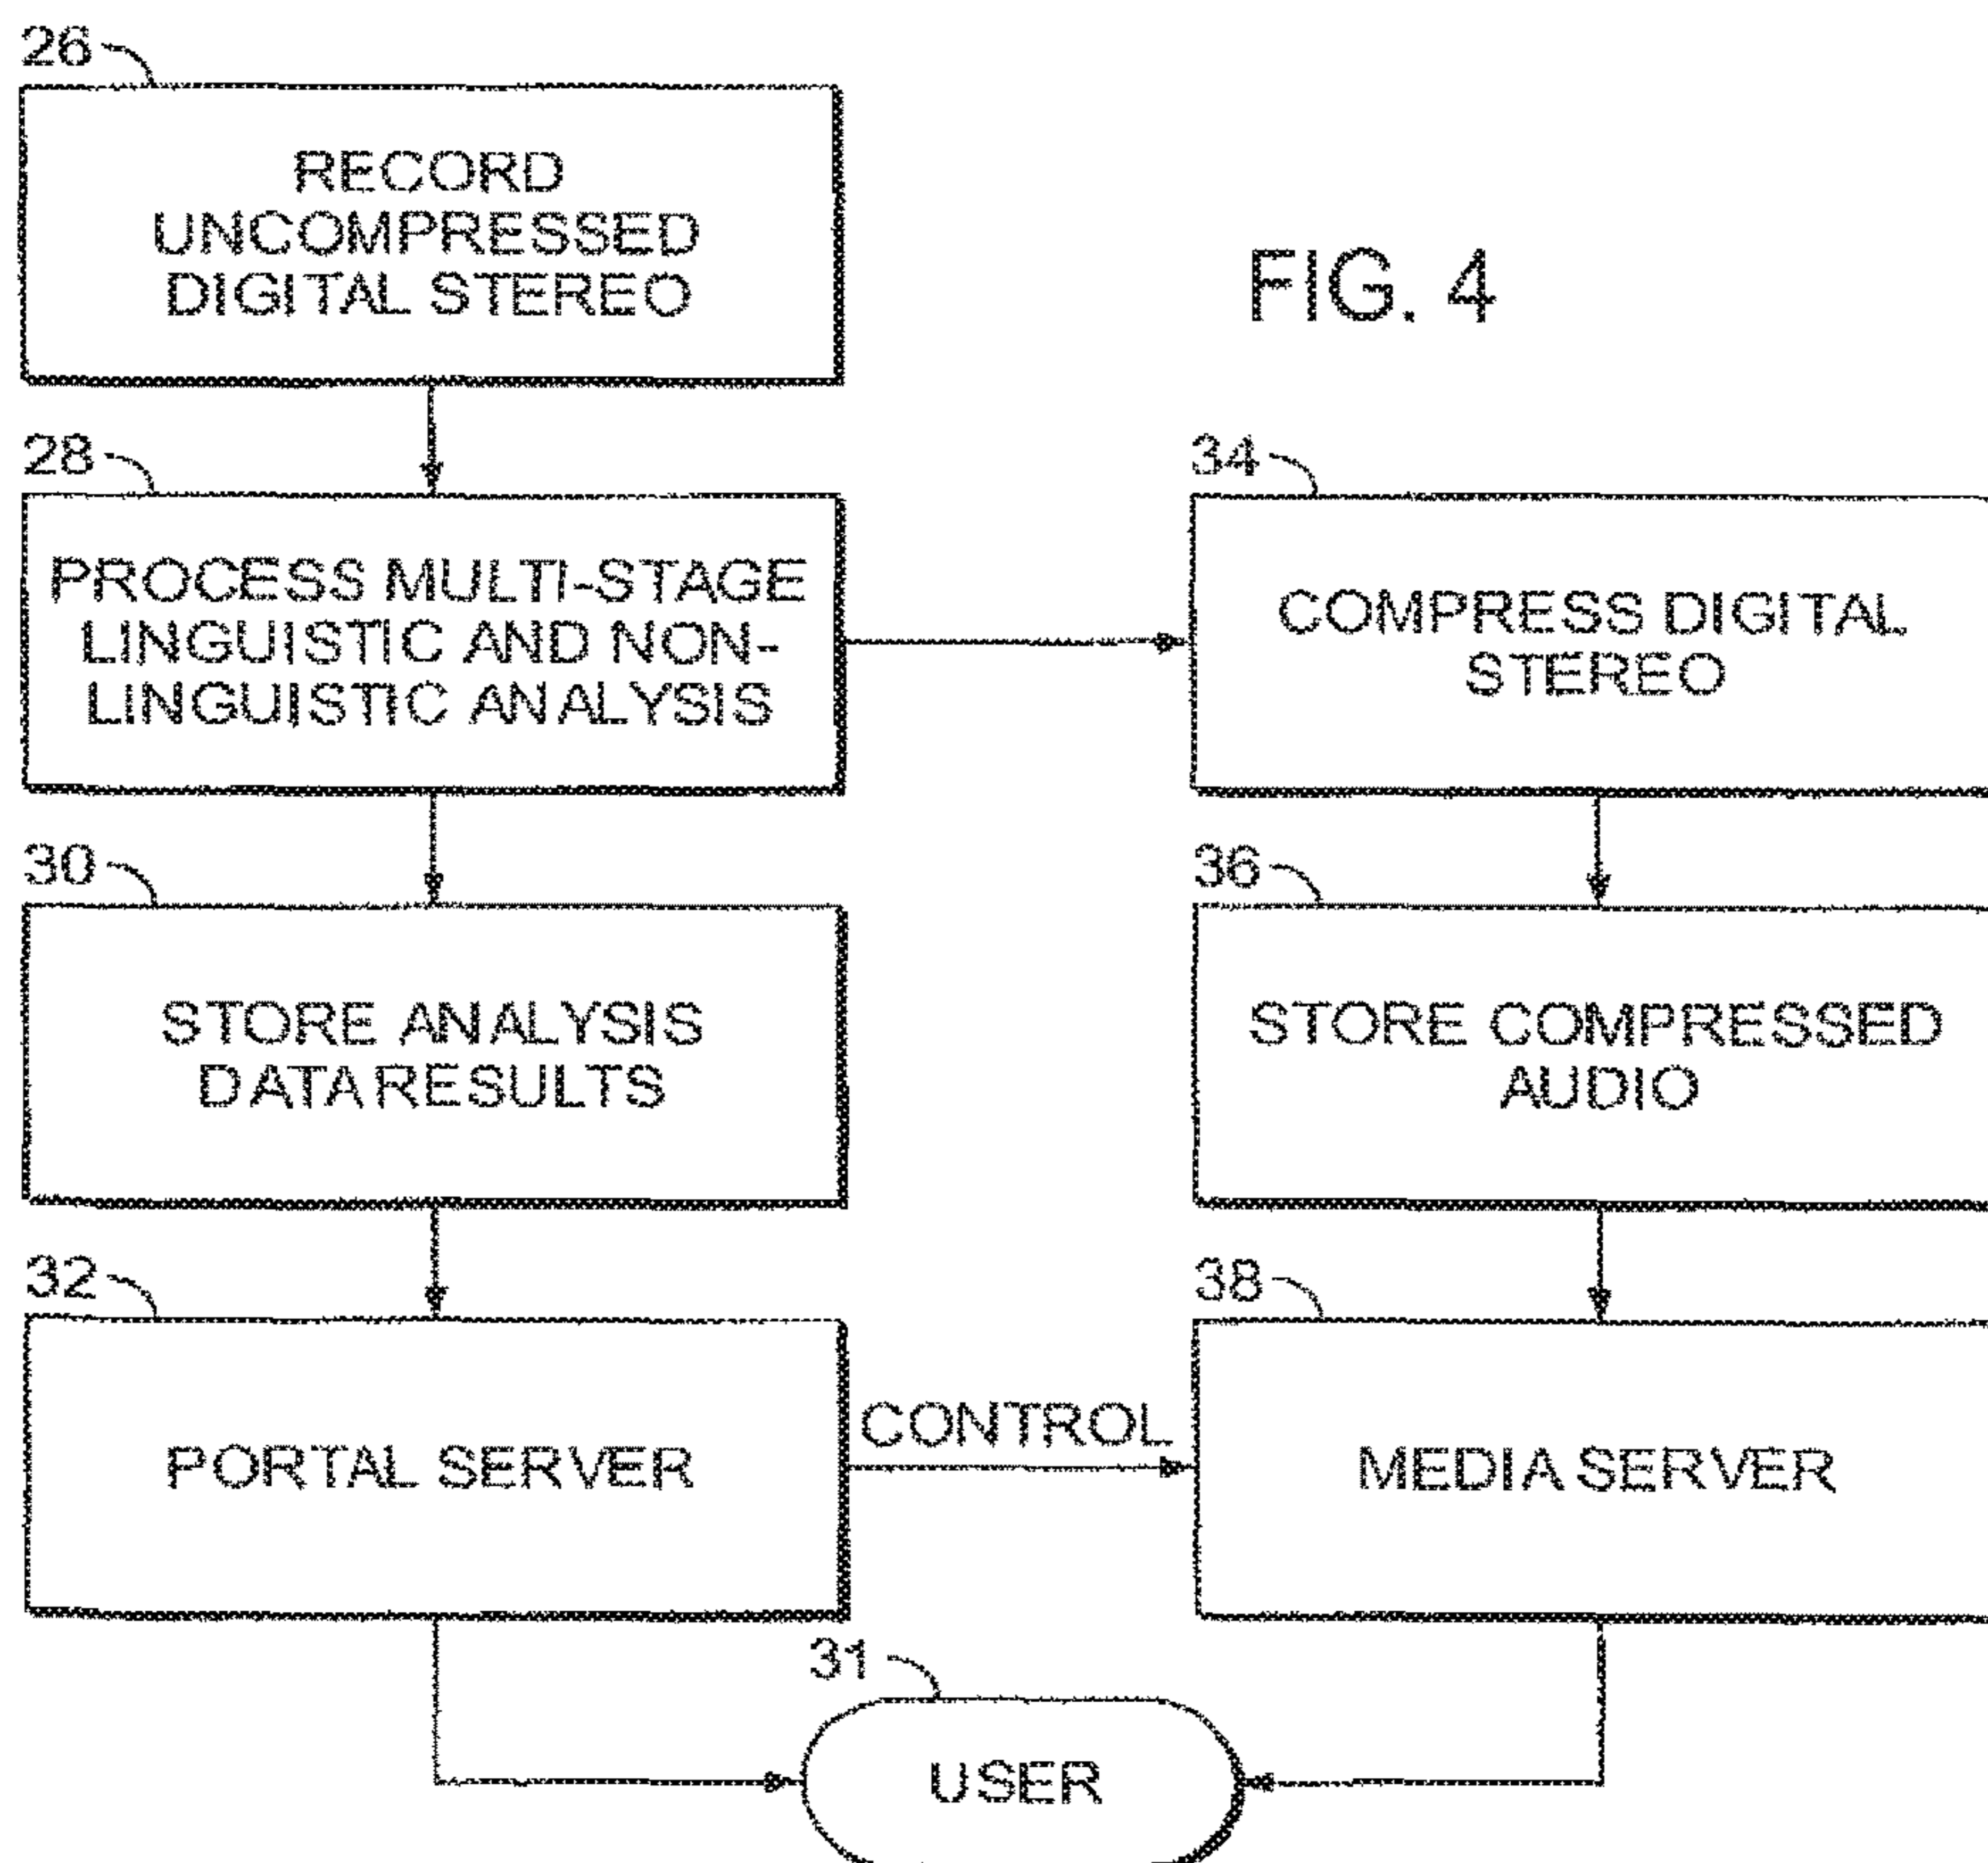 26
RECORD
UNCOMPRESSED
DIGITAL STEREO
FIG. 4
28
PROCESS MULTI-STAGE
LINGUISTIC AND NON-
LINGUISTIC ANALYSIS
34
COMPRESS DIGITAL
STEREO
30
STORE ANALYSIS
DATA RESULTS
36
STORE COMPRESSED
AUDIO
32
PORTAL SERVER
CONTROL
38
MEDIA SERVER
31
USER